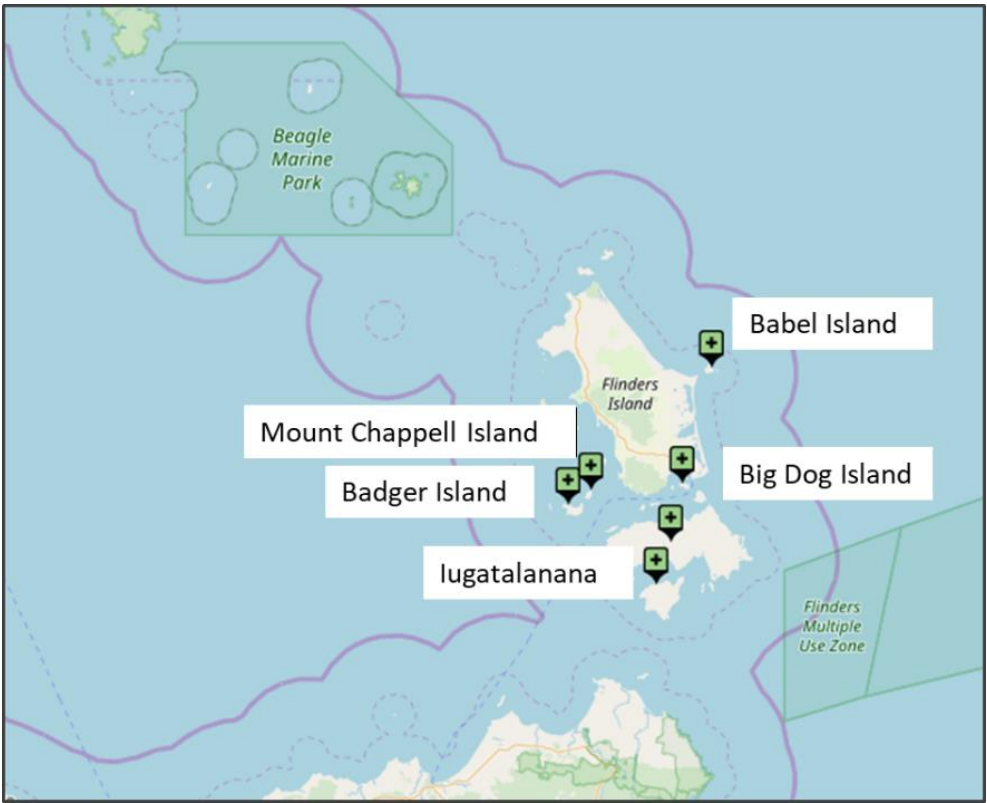 Beagle
Marine
Park
Babel Island
Flinders
Island
Mount Chappell Island
Badger Island
Big Dog Island
lugatalanana
Flinders
Multiple
Use Zone